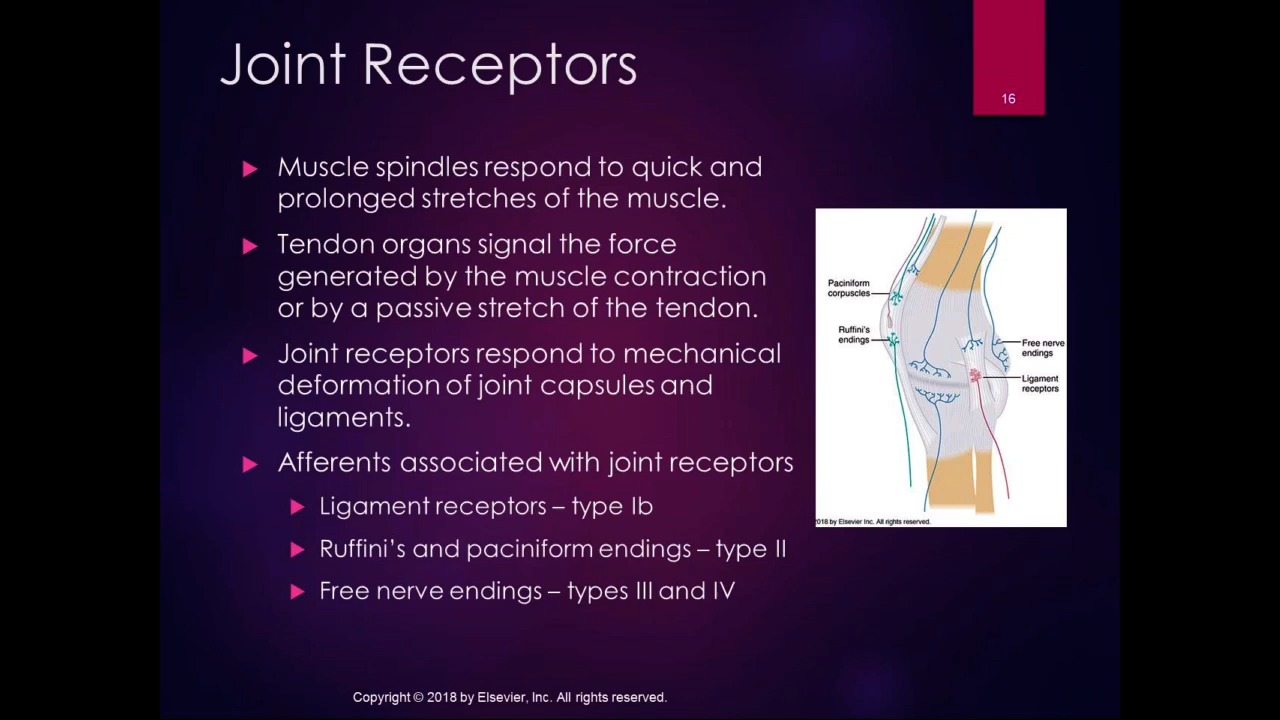 Joint Receptors
16
Muscle spindles respond to quick and
prolonged stretches of the muscle.
Tendon organs signal the force
generated by the muscle contraction
or by a passive stretch of the tendon.
Joint receptors respond to mechanical
deformation of joint capsules and
ligaments.
Afferents associated with joint receptors
Ligament receptors – type Ib
Ruffini’s and paciniform endings – type II
Free nerve endings – types III and IV
Paciniform
corpuscles
Ruffini's
endings
Free nerve
endings
Ligament
receptors
2018 by Elsevier Inc. All rights reserved.
Copyright © 2018 by Elsevier, Inc. All rights reserved.